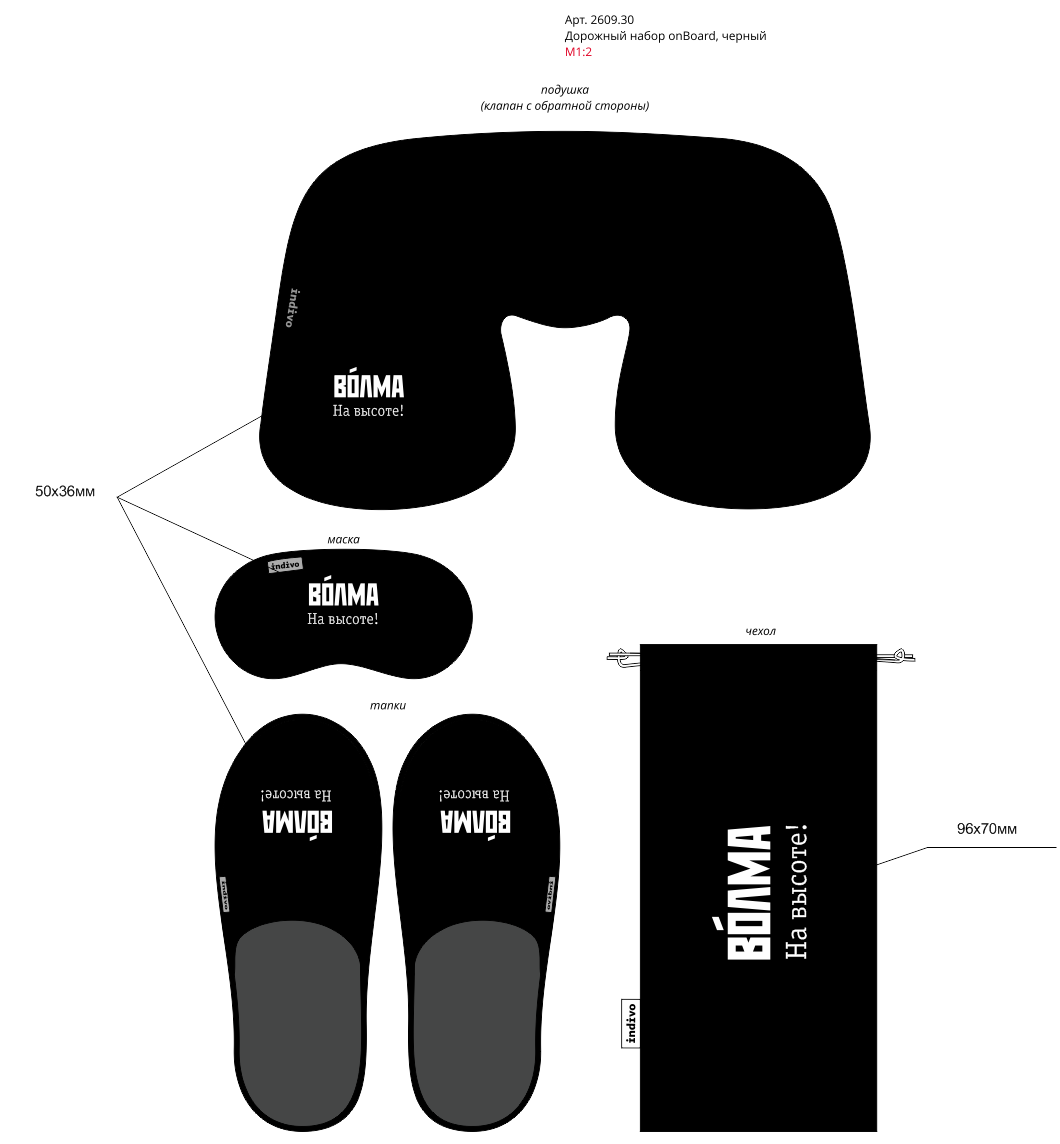 Арт. 2609.30
Дорожный набор onBoard, черный
М1:2
подушка
(клапан с обратной стороны)
indivo
ВО́ЛМА
На высоте!
50х36мм
маска
indivo
ВО́ЛМА
На высоте!
чехол
тапки
На высоте!
ВО́ЛМА
На высоте!
ВО́ЛМА
indivo
indivo
ВО́ЛМА
На высоте!
96х70мм
indivo